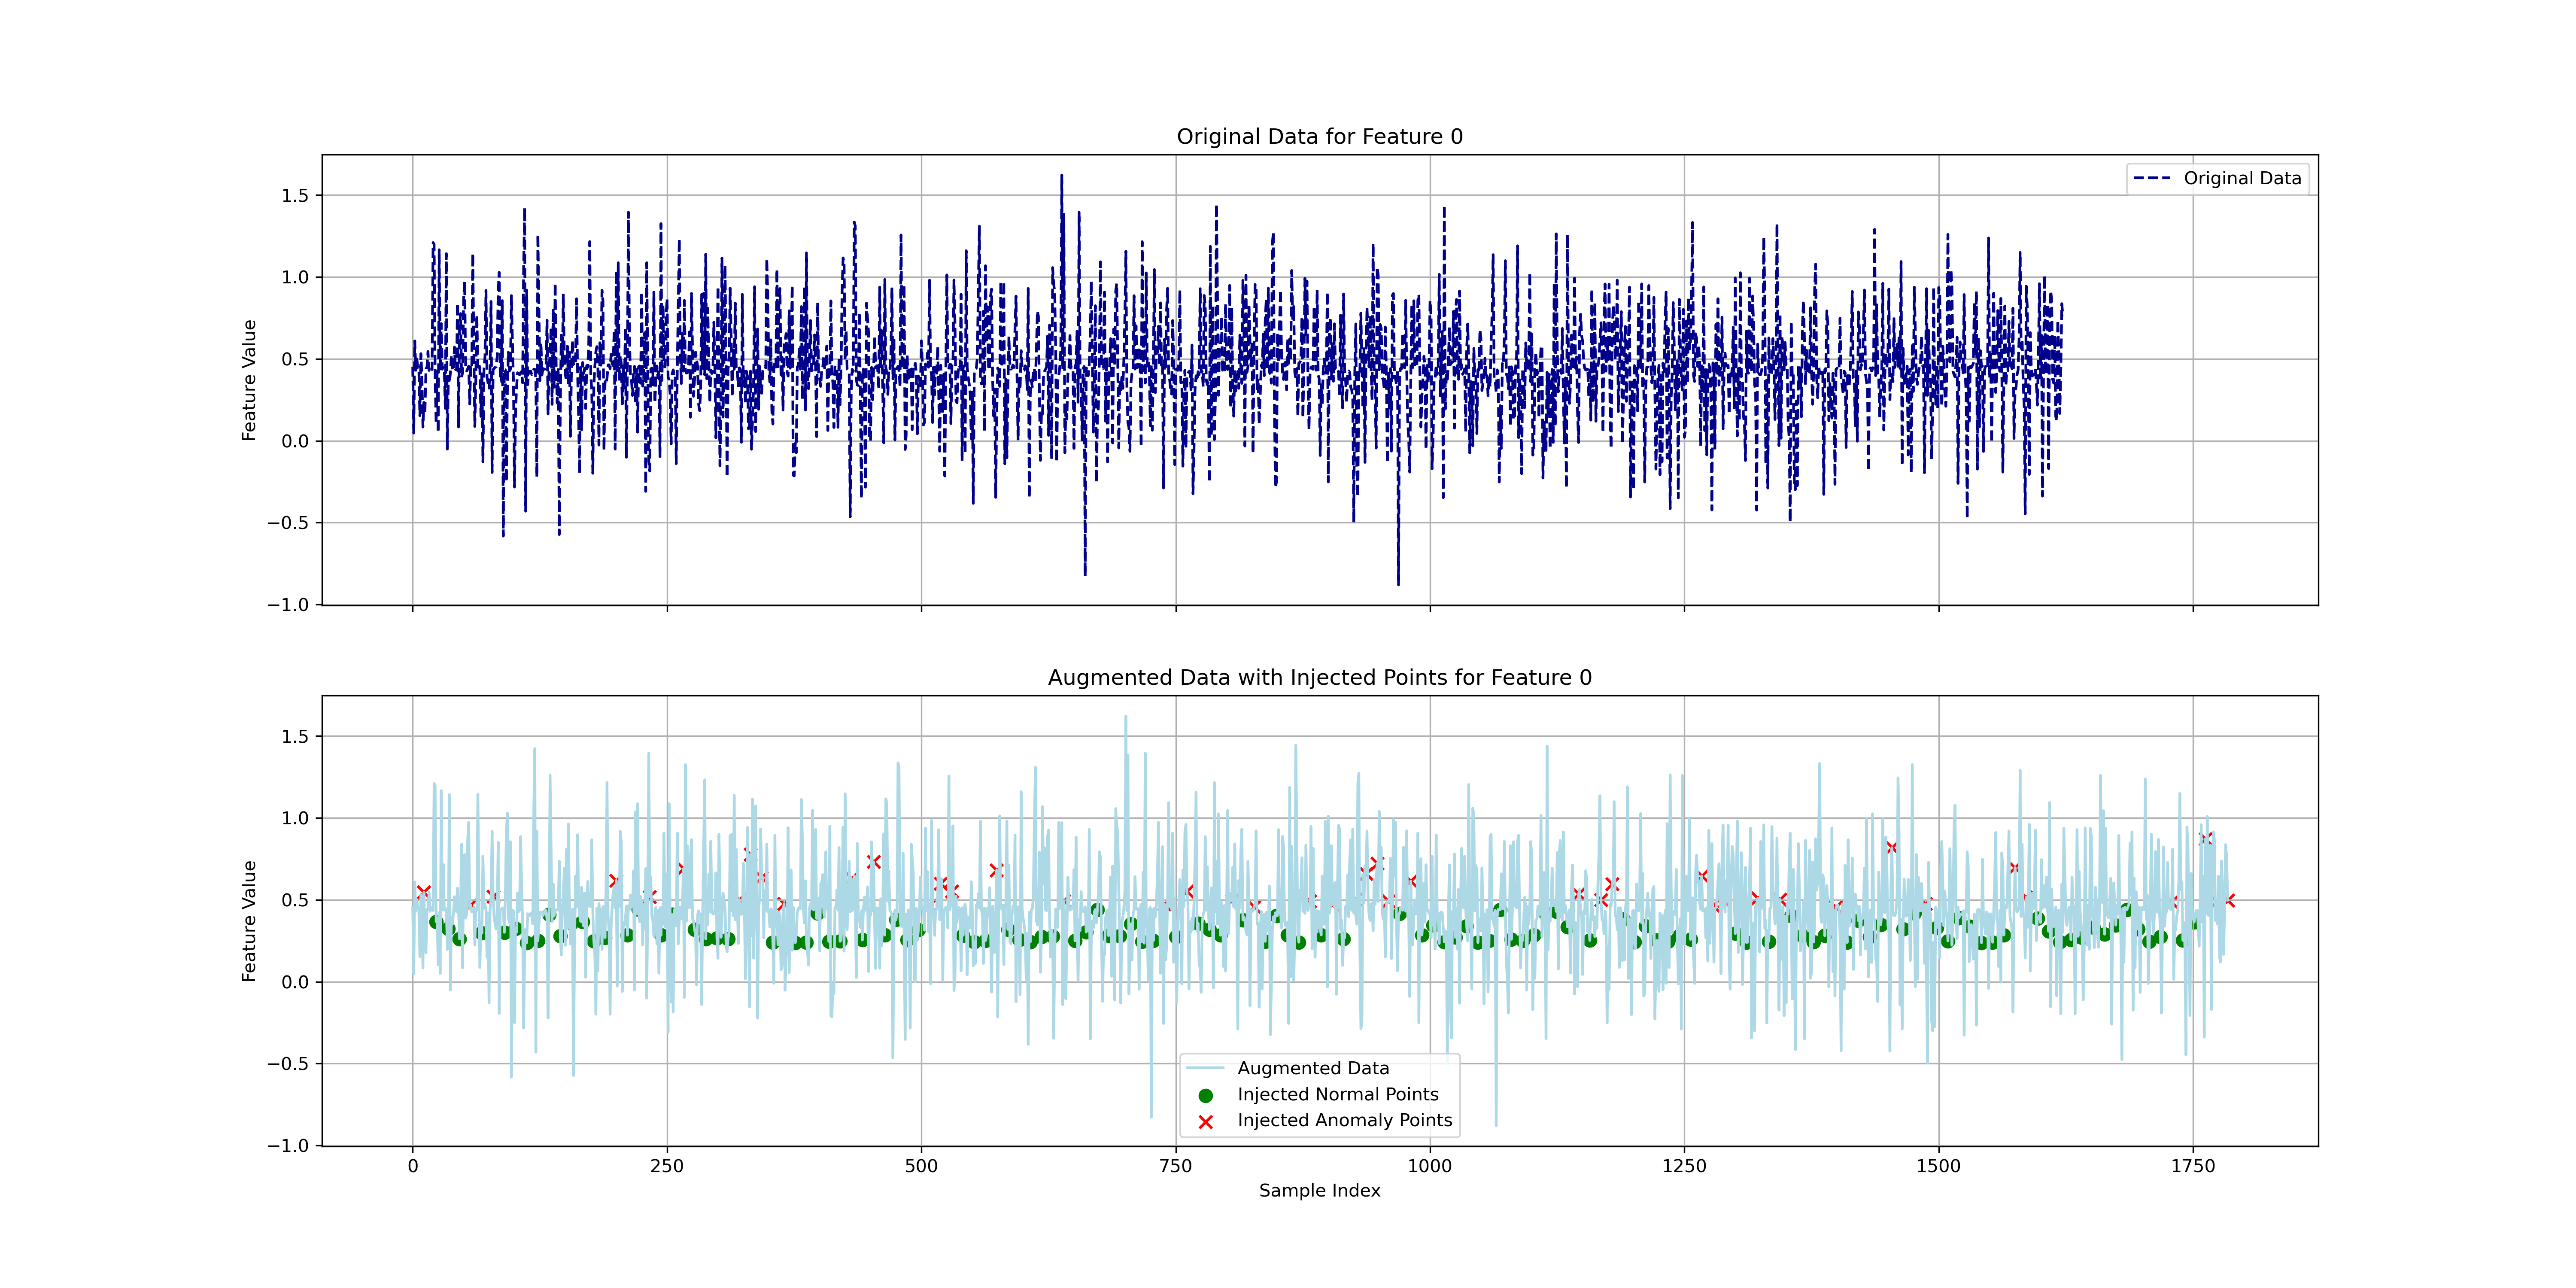 Original Data for Feature 0
Original Data
1.5
1.0
0.5
0.0
−0.5
−1.0
Feature Value
Augmented Data with Injected Points for Feature 0
1.5
1.0
0.5
0.0
−0.5
−1.0
Feature Value
Augmented Data
Injected Normal Points
Injected Anomaly Points
0 250 500 750 1000 1250 1500 1750
Sample Index